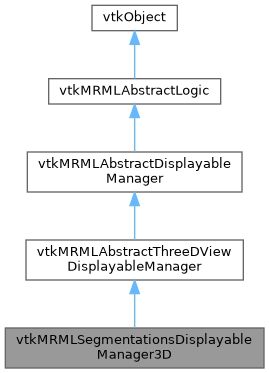 vtkObject
vtkMRMLAbstractLogic
vtkMRMLAbstractDisplayable
Manager
vtkMRMLAbstractThreeDView
DisplayableManager
vtkMRMLSegmentationsDisplayable
Manager3D